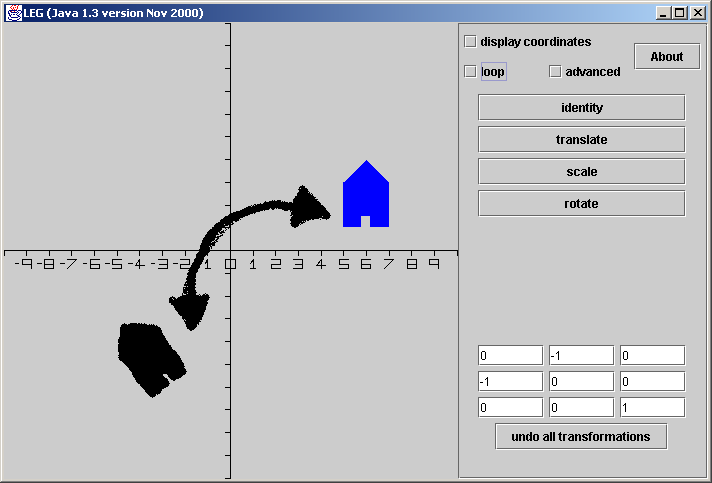 LEG (Java 1.3 version Nov 2000)
display coordinates
About
loop advanced
identity
translate
scale
rotate
-9-8-7-6-5-4-3-2-1 0 1 2 3 4 5 6 7 8 9
0 -1 0
-1 0 0
0 0 1
undo all transformations